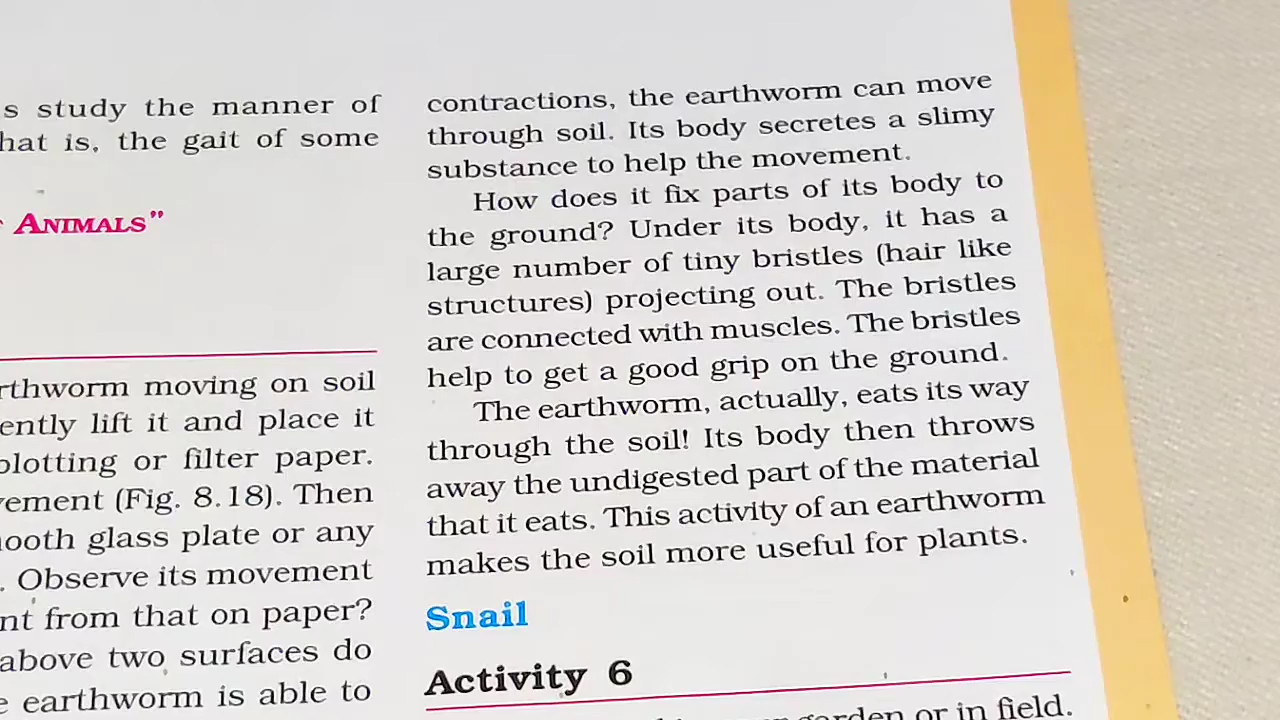 s study the manner of
hat is, the gait of some
ANIMALS"
rthworm moving on soil
ently lift it and place it
blotting or filter paper.
vement (Fig. 8.18). Then
mooth glass plate or any
. Observe its movement
nt from that on paper?
above two surfaces do
e earthworm is able to
contractions, the earthworm can move
through soil. Its body secretes a slimy
substance to help the movement.
How does it fix parts of its body to
the ground? Under its body, it has a
large number of tiny bristles (hair like
structures) projecting out. The bristles
are connected with muscles. The bristles
help to get a good grip on the ground.
The earthworm, actually, eats its way
through the soil! Its body then throws
away the undigested part of the material
that it eats. This activity of an earthworm
makes the soil more useful for plants.
Snail
Activity 6
garden or in field.